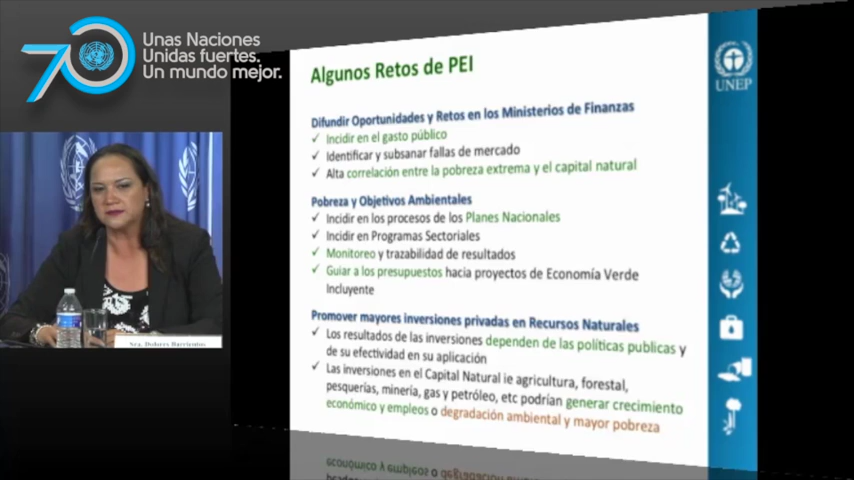 70
Unas Naciones
Unidas fuertes.
Un mundo mejor.
Sra. Dolores Barrientos
Algunos Retos de PEI
Difundir Oportunidades y Retos en los Ministerios de Finanzas
✓ Incidir en el gasto público
✓ Identificar y subsanar fallas de mercado
✓ Alta correlación entre la pobreza extrema y el capital natural
Pobreza y Objetivos Ambientales
✓ Incidir en los procesos de los Planes Nacionales
✓ Incidir en Programas Sectoriales
✓ Monitoreo y trazabilidad de resultados
✓ Guiar a los presupuestos hacia proyectos de Economía Verde
Incluyente
Promover mayores inversiones privadas en Recursos Naturales
✓ Los resultados de las inversiones dependen de las políticas publicas y
de su efectividad en su aplicación
✓ Las inversiones en el Capital Natural ie agricultura, forestal,
pesquerías, minería, gas y petróleo, etc podrían generar crecimiento
económico y empleos o degradación ambiental y mayor pobreza
UNEP